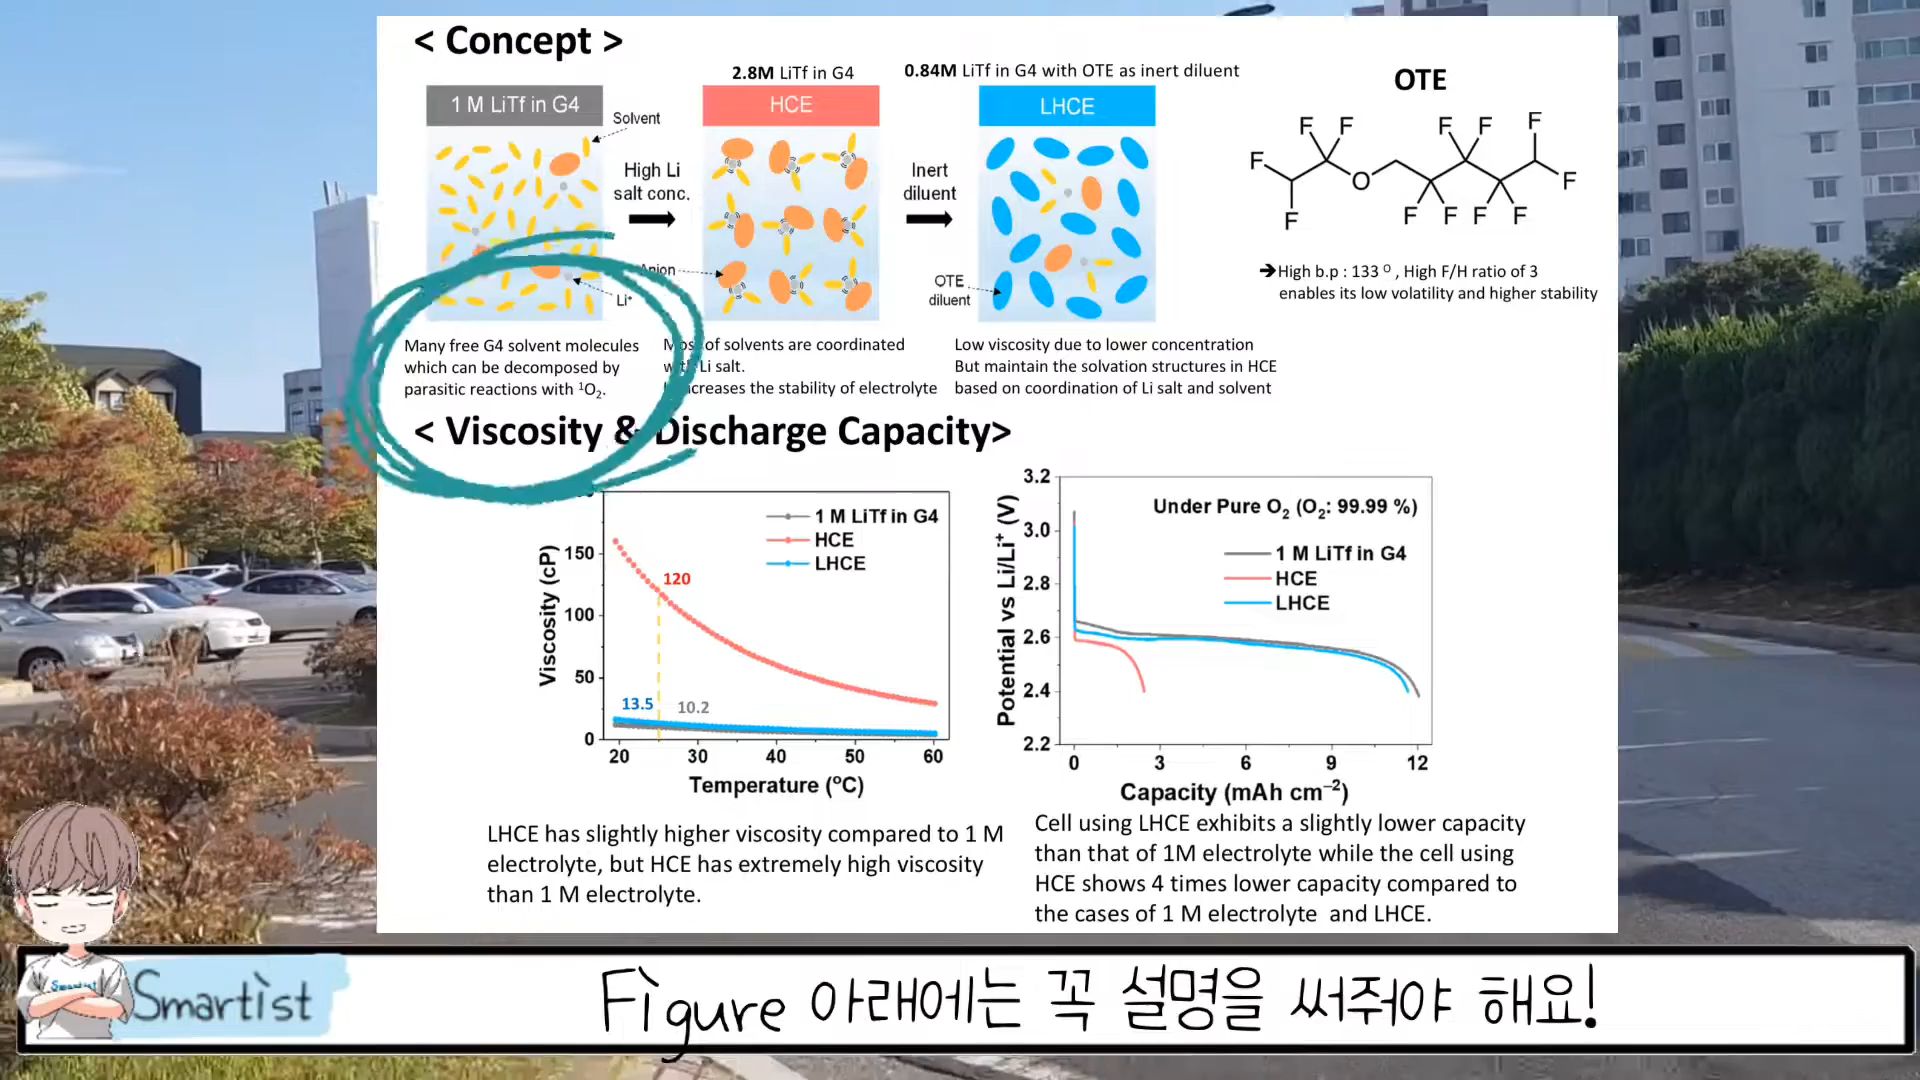 < Concept >
2.8M LiTf in G4
0.84M LiTf in G4 with OTE as inert diluent
OTE
1 M LiTf in G4
HCE
LHCE
Solvent
High Li
salt conc.
Inert
diluent
Anion
Li⁺
OTE
diluent
F F F F F
F F
O
F F F F F
➔High b.p : 133 ᴼ , High F/H ratio of 3
enables its low volatility and higher stability
Many free G4 solvent molecules
which can be decomposed by
parasitic reactions with ¹O₂.
of solvents are coordinated
Li salt.
the stability of electrolyte
Low viscosity due to lower concentration
But maintain the solvation structures in HCE
based on coordination of Li salt and solvent
< Viscosity & Discharge Capacity>
Viscosity (cP)
150
100
50
0
1 M LiTf in G4
HCE
LHCE
120
13.5
10.2
20 30 40 50 60
Temperature (ºC)
Potential vs Li/Li⁺ (V)
3.2
3.0
2.8
2.6
2.4
2.2
Under Pure O₂ (O₂: 99.99 %)
1 M LiTf in G4
HCE
LHCE
0 3 6 9 12
Capacity (mAh cm⁻²)
LHCE has slightly higher viscosity compared to 1 M
electrolyte, but HCE has extremely high viscosity
than 1 M electrolyte.
Cell using LHCE exhibits a slightly lower capacity
than that of 1M electrolyte while the cell using
HCE shows 4 times lower capacity compared to
the cases of 1 M electrolyte and LHCE.
Smartist
Smartist
Figure 아래에는 꼭 설명을 써줘야 해요!